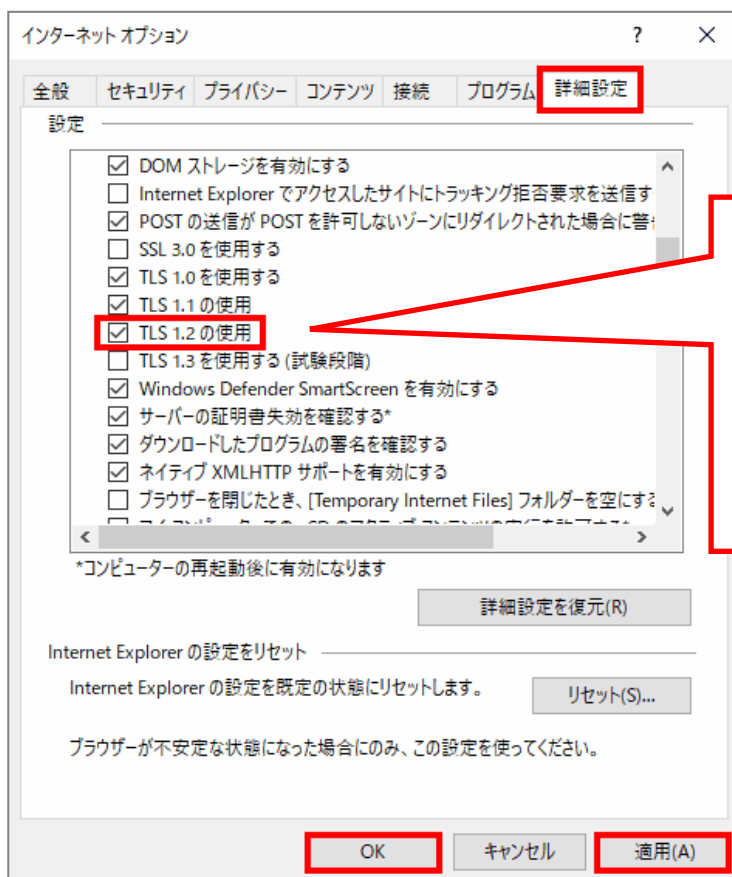 インターネット オプション ? ×
全般 セキュリティ プライバシー コンテンツ 接続 プログラム 詳細設定
設定
DOM ストレージを有効にする
Internet Explorer でアクセスしたサイトにトラッキング拒否要求を送信す
POST の送信が POST を許可しないゾーンにリダイレクトされた場合に警
SSL 3.0 を使用する
TLS 1.0 を使用する
TLS 1.1 の使用
TLS 1.2 の使用
TLS 1.3 を使用する (試験段階)
Windows Defender SmartScreen を有効にする
サーバーの証明書失効を確認する*
ダウンロードしたプログラムの署名を確認する
ネイティブ XMLHTTP サポートを有効にする
ブラウザーを閉じたとき、[Temporary Internet Files] フォルダーを空にする
*コンピューターの再起動後に有効になります
詳細設定を復元(R)
Internet Explorer の設定をリセット
Internet Explorer の設定を既定の状態にリセットします。
リセット(S)...
ブラウザーが不安定な状態になった場合にのみ、この設定を使ってください。
OK キャンセル 適用(A)